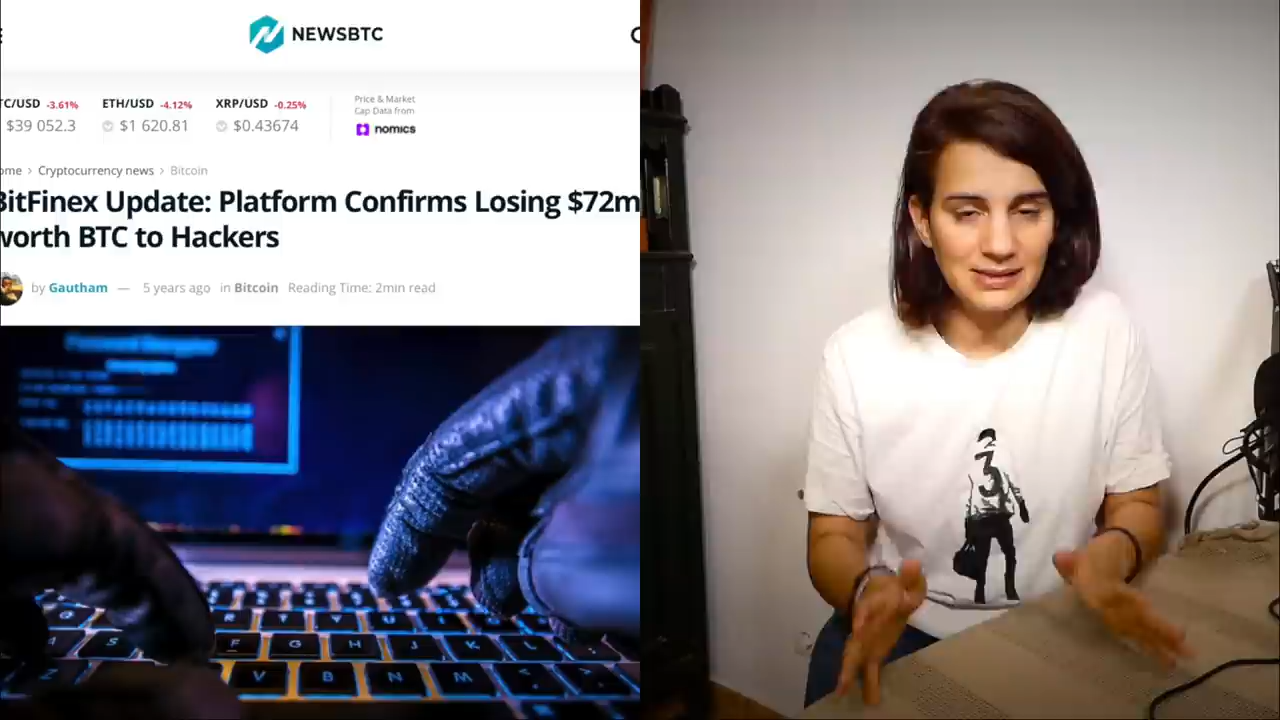 NEWSBTC
TC/USD -3.61% ETH/USD -4.12% XRP/USD -0.25%
$39 052.3 $1 620.81 $0.43674
Price & Market
Cap Data from
nomics
ome > Cryptocurrency news > Bitcoin
BitFinex Update: Platform Confirms Losing $72m
worth BTC to Hackers
by Gautham — 5 years ago in Bitcoin Reading Time: 2min read
3
F G H J K L ;
A S
Z V B N M